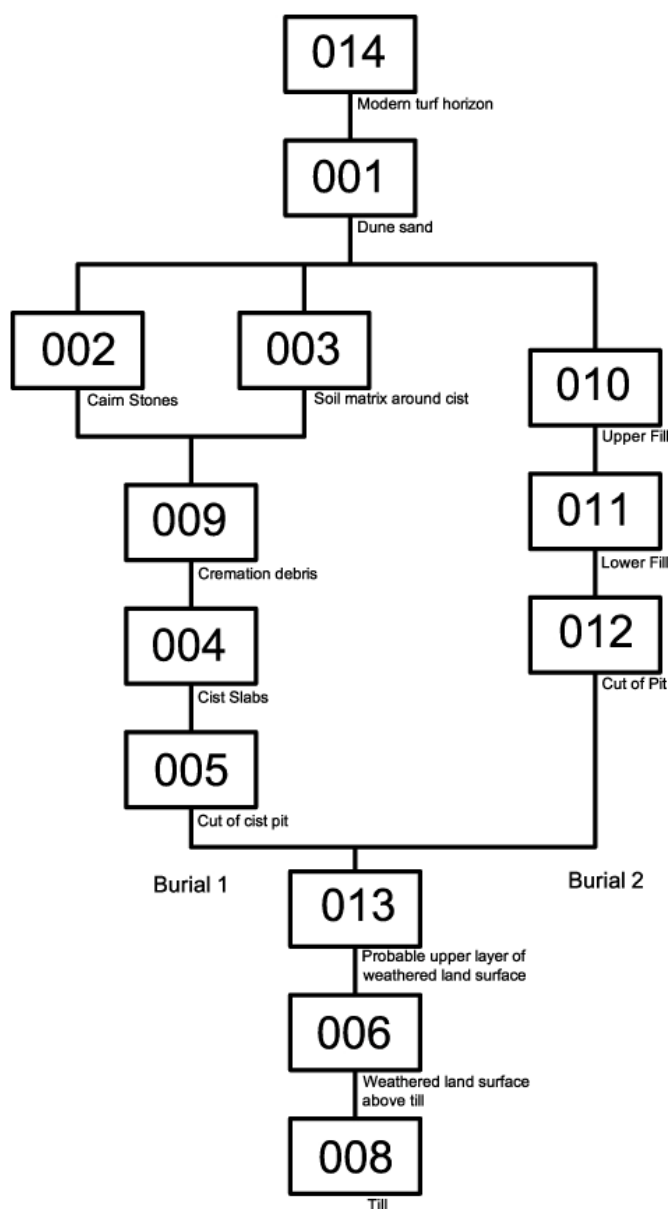 014
Modern turf horizon
001
Dune sand
002
Cairn Stones
003
Soil matrix around cist
010
Upper Fill
009
Cremation debris
011
Lower Fill
004
Cist Slabs
012
Cut of Pit
005
Cut of cist pit
Burial 1
Burial 2
013
Probable upper layer of
weathered land surface
006
Weathered land surface
above till
008
Till